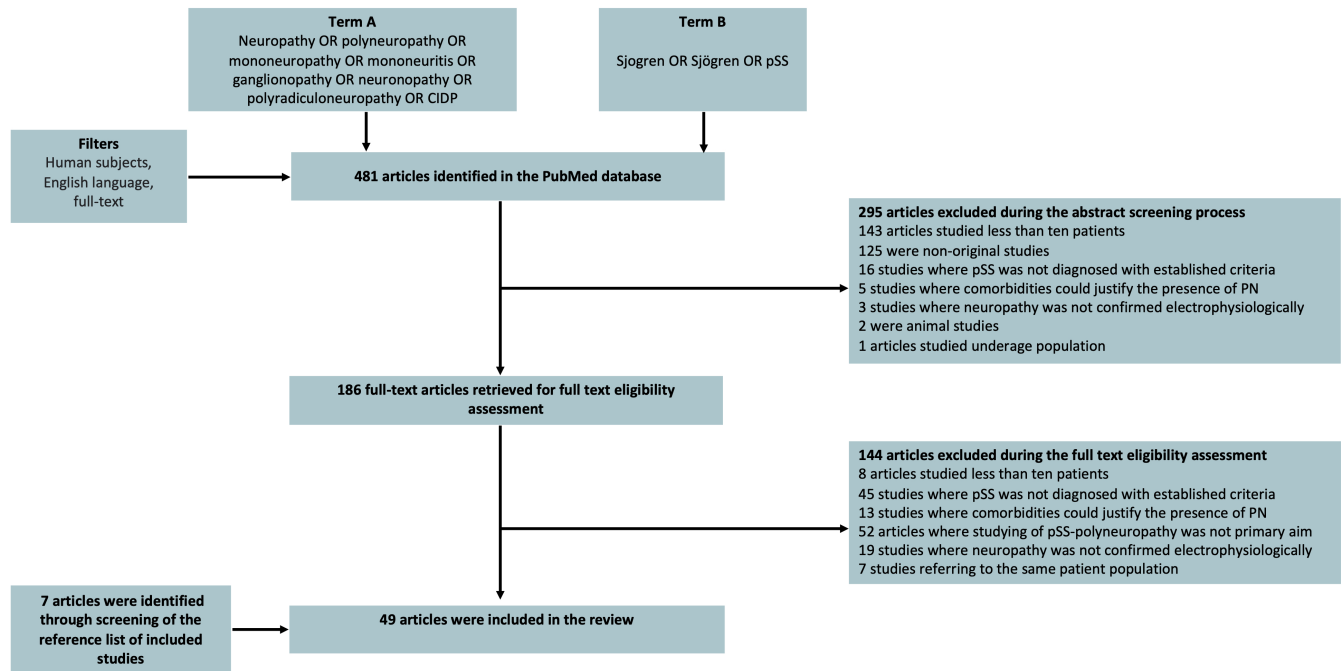 Term A
Neuropathy OR polyneuropathy OR
mononeuropathy OR mononeuritis OR
ganglionopathy OR neuronopathy OR
polyradiculoneuropathy OR CIDP
Term B
Sjogren OR Sjögren OR pSS
Filters
Human subjects,
English language,
full-text
481 articles identified in the PubMed database
295 articles excluded during the abstract screening process
143 articles studied less than ten patients
125 were non-original studies
16 studies where pSS was not diagnosed with established criteria
5 studies where comorbidities could justify the presence of PN
3 studies where neuropathy was not confirmed electrophysiologically
2 were animal studies
1 articles studied underage population
186 full-text articles retrieved for full text eligibility
assessment
144 articles excluded during the full text eligibility assessment
8 articles studied less than ten patients
45 studies where pSS was not diagnosed with established criteria
13 studies where comorbidities could justify the presence of PN
52 articles where studying of pSS-polyneuropathy was not primary aim
19 studies where neuropathy was not confirmed electrophysiologically
7 studies referring to the same patient population
7 articles were identified
through screening of the
reference list of included
studies
49 articles were included in the review